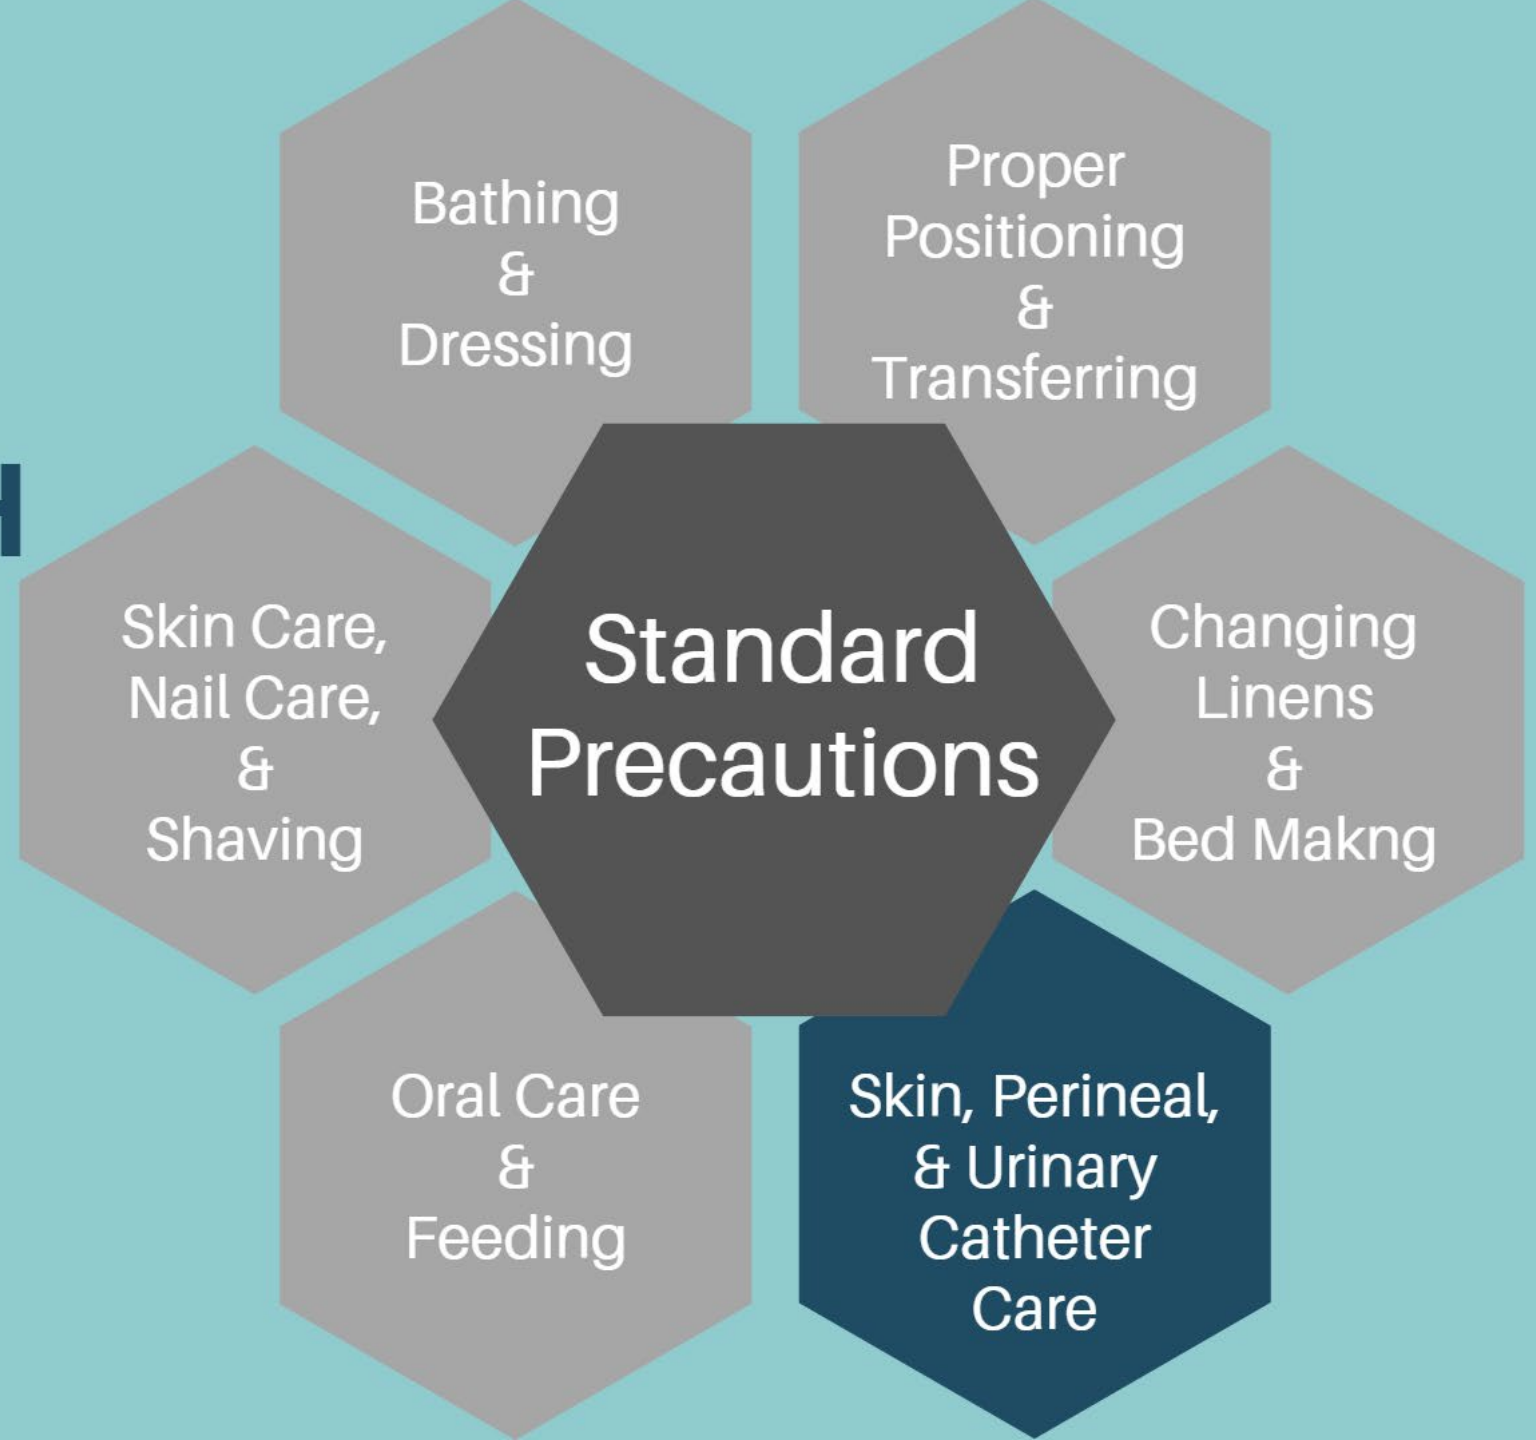 Bathing
&
Dressing
Proper
Positioning
&
Transferring
H
Skin Care,
Nail Care,
&
Shaving
Standard
Precautions
Changing
Linens
&
Bed Makng
Oral Care
&
Feeding
Skin, Perineal,
& Urinary
Catheter
Care